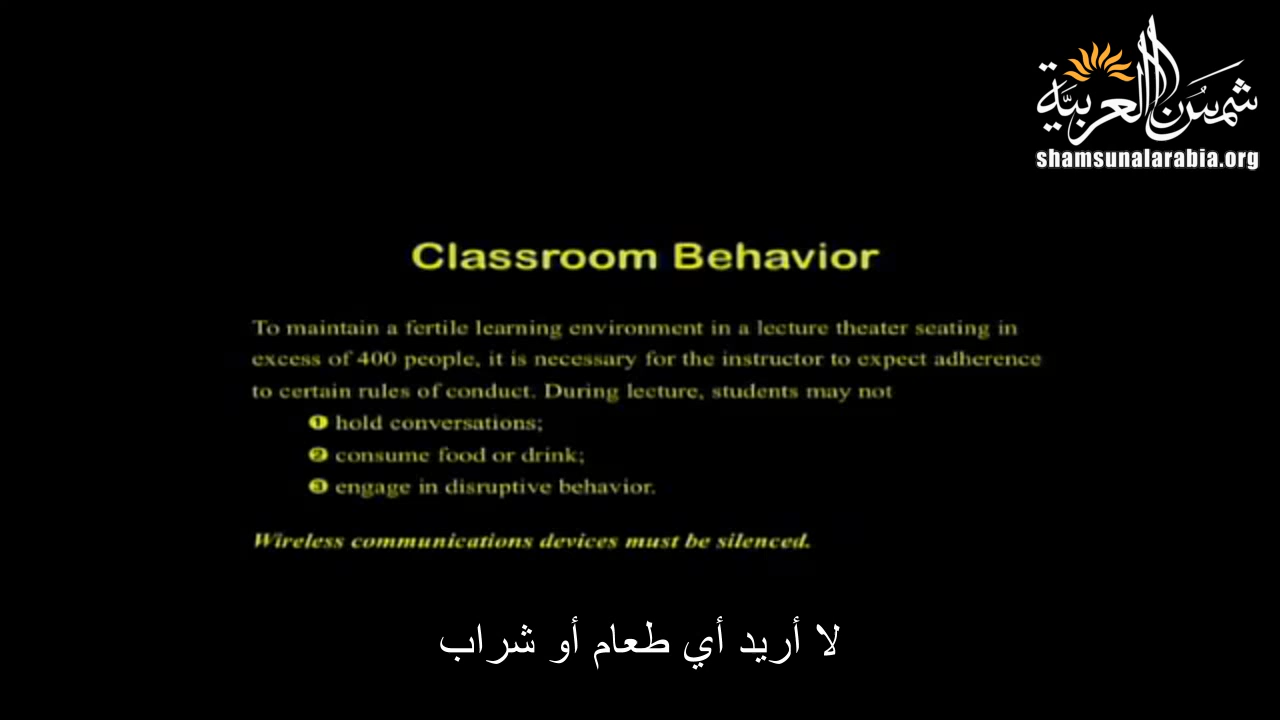 شمسُ العربيّة
shamsunalarabia.org
Classroom Behavior
To maintain a fertile learning environment in a lecture theater seating in
excess of 400 people, it is necessary for the instructor to expect adherence
to certain rules of conduct. During lecture, students may not
❶ hold conversations;
❷ consume food or drink;
❸ engage in disruptive behavior.
Wireless communications devices must be silenced.
لا أريد أي طعام أو شراب